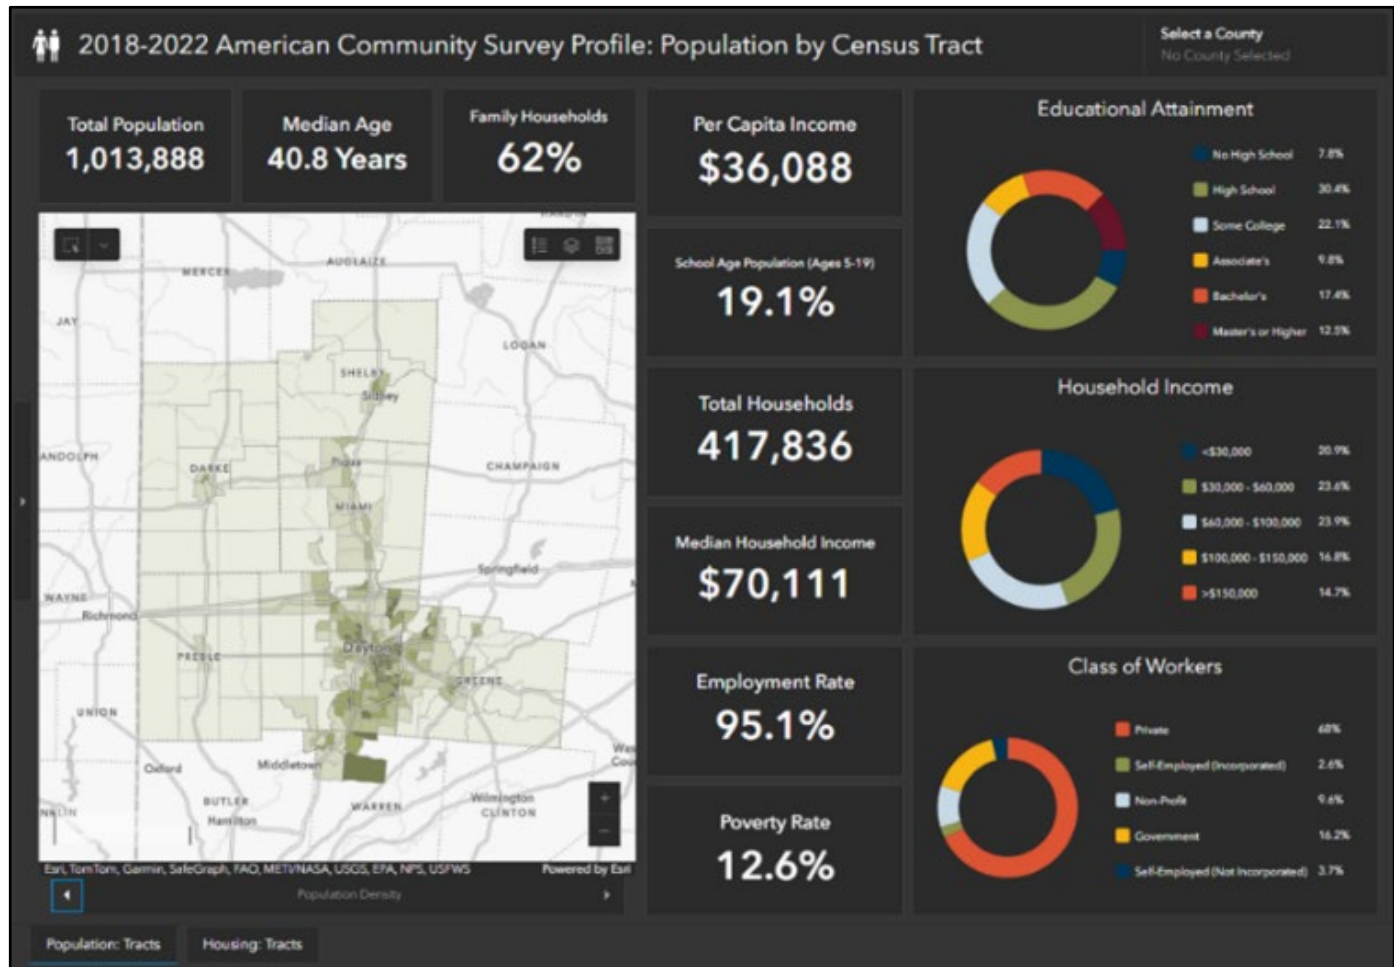 2018-2022 American Community Survey Profile: Population by Census Tract
Select a County
No County Selected
Total Population
1,013,888
Median Age
40.8 Years
Family Households
62%
Per Capita Income
$36,088
School Age Population (Ages 5-19)
19.1%
Total Households
417,836
Median Household Income
$70,111
Employment Rate
95.1%
Poverty Rate
12.6%
Educational Attainment
No High School 7.8%
High School 30.4%
Some College 22.1%
Associate's 9.8%
Bachelor's 17.4%
Master's or Higher 12.5%
Household Income
<$30,000 20.9%
$30,000 - $60,000 23.6%
$60,000 - $100,000 23.9%
$100,000 - $150,000 16.8%
>$150,000 14.7%
Class of Workers
Private 68%
Self-Employed (Incorporated) 2.6%
Non-Profit 9.6%
Government 16.2%
Self-Employed (Not Incorporated) 3.7%
HARDIN
AUGLAIZE
MERCER
JAY
LOGAN
SHELBY
Sidney
ANDOLPH
DARKE
Piqua
CHAMPAIGN
MIAMI
Springfield
WAYNE
Richmond
Dayton
PREBLE
GREENE
UNION
Oxford
Middletown
BUTLER
Hamilton
WARREN
Wilmington
CLINTON
Esri, TomTom, Garmin, SafeGraph, FAO, METI/NASA, USGS, EPA, NPS, USFWS
Powered by Esri
Population Density
Population: Tracts
Housing: Tracts